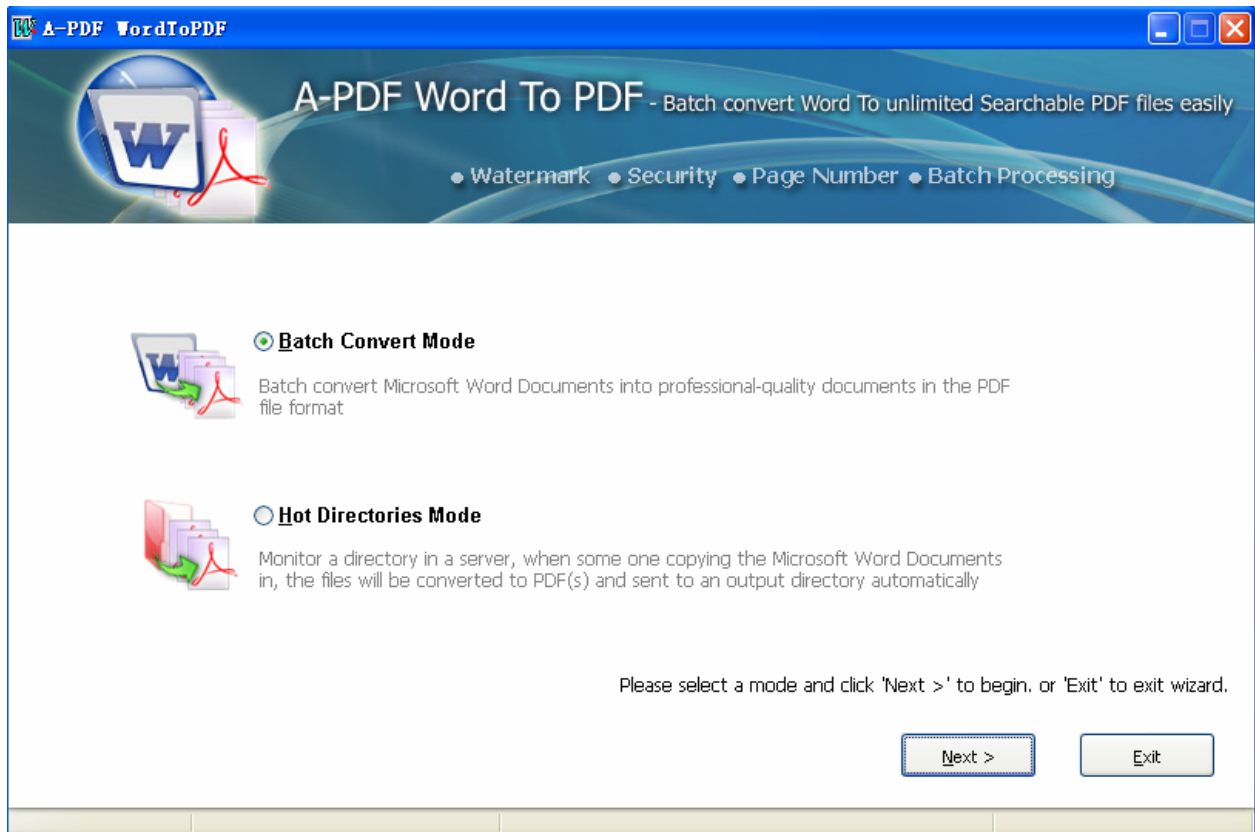 A-PDF WordToPDF
A-PDF Word To PDF - Batch convert Word To unlimited Searchable PDF files easily
● Watermark ● Security ● Page Number ● Batch Processing
Batch Convert Mode
Batch convert Microsoft Word Documents into professional-quality documents in the PDF
file format
Hot Directories Mode
Monitor a directory in a server, when some one copying the Microsoft Word Documents
in, the files will be converted to PDF(s) and sent to an output directory automatically
Please select a mode and click 'Next >' to begin. or 'Exit' to exit wizard.
Next >
Exit